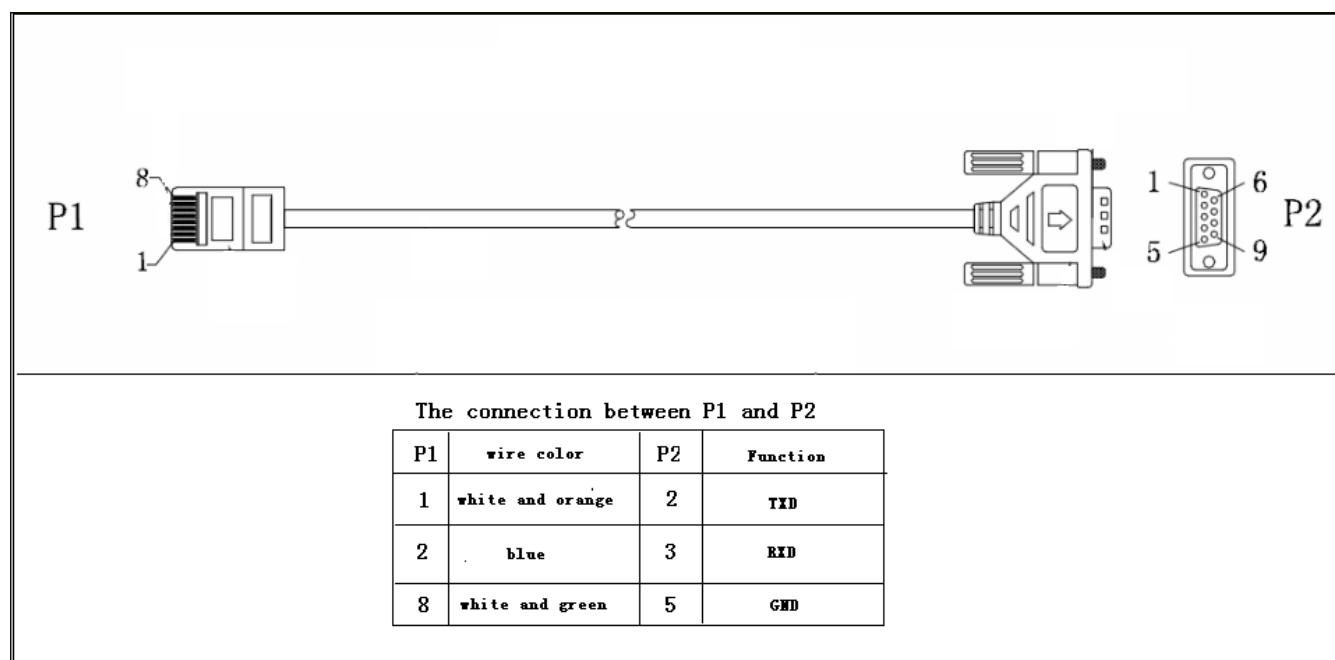 8
P1
1
1 6
P2
5 9
The connection between P1 and P2
P1 wire color P2 Function
1 white and orange 2 TXD
2 blue 3 RXD
8 white and green 5 GND